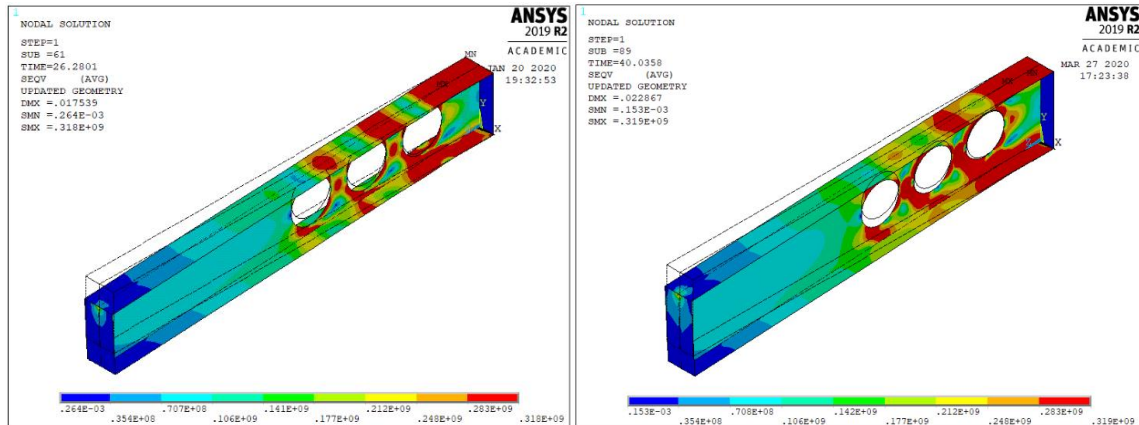 1
NODAL SOLUTION
STEP=1
SUB =61
TIME=26.2801
SEQV (AVG)
UPDATED GEOMETRY
DMX =.017539
SMN =.264E-03
SMX =.318E+09
ANSYS
2019 R2
ACADEMIC
JAN 20 2020
19:32:53
MN
MX
Y
X
.264E-03 .707E+08 .141E+09 .212E+09 .283E+09
.354E+08 .106E+09 .177E+09 .248E+09 .318E+09
1
NODAL SOLUTION
STEP=1
SUB =89
TIME=40.0358
SEQV (AVG)
UPDATED GEOMETRY
DMX =.022867
SMN =.153E-03
SMX =.319E+09
ANSYS
2019 R2
ACADEMIC
MAR 27 2020
17:23:38
Y
X
.153E-03 .708E+08 .142E+09 .212E+09 .283E+09
.354E+08 .106E+09 .177E+09 .248E+09 .319E+09